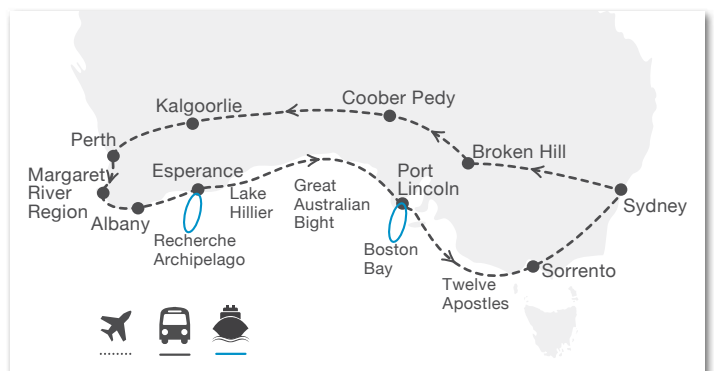 Coober Pedy
Kalgoorlie
Perth
Broken Hill
Margaret
River
Region
Esperance
Port
Lincoln
Lake
Hillier
Great
Australian
Bight
Sydney
Albany
Recherche
Archipelago
Boston
Bay
Sorrento
Twelve
Apostles